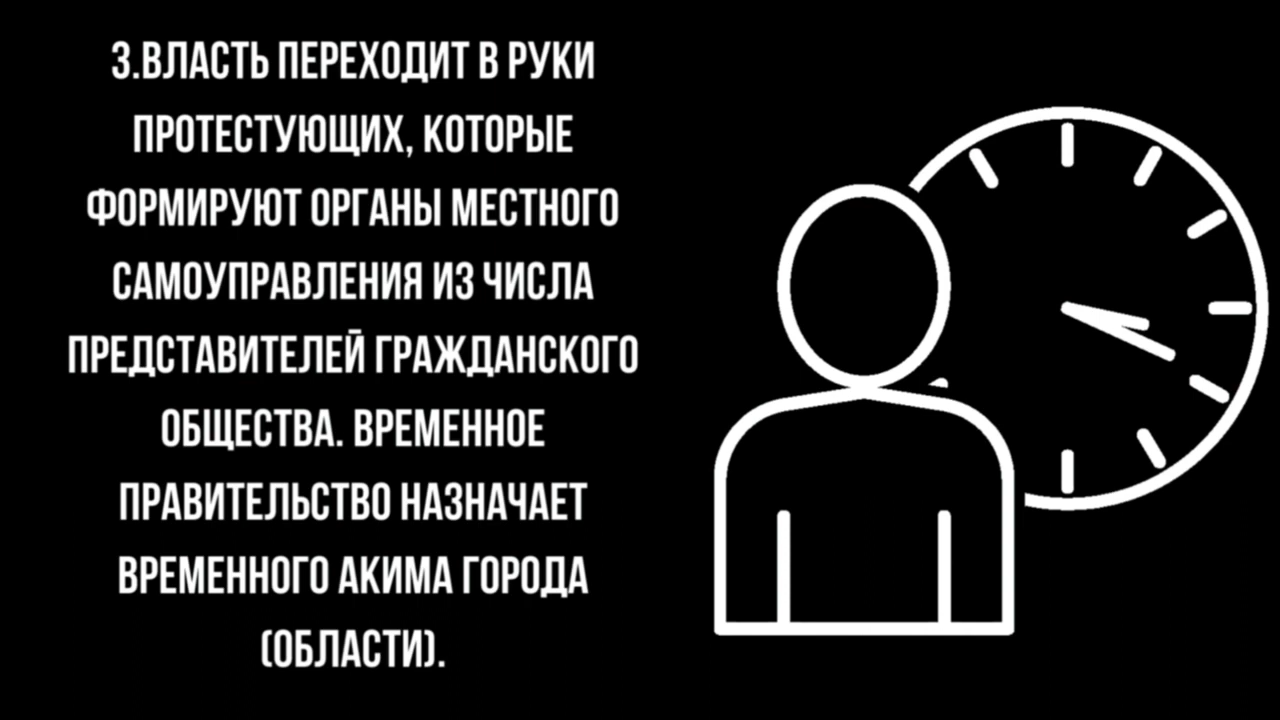 3.ВЛАСТЬ ПЕРЕХОДИТ В РУКИ
ПРОТЕСТУЮЩИХ, КОТОРЫЕ
ФОРМИРУЮТ ОРГАНЫ МЕСТНОГО
САМОУПРАВЛЕНИЯ ИЗ ЧИСЛА
ПРЕДСТАВИТЕЛЕЙ ГРАЖДАНСКОГО
ОБЩЕСТВА. ВРЕМЕННОЕ
ПРАВИТЕЛЬСТВО НАЗНАЧАЕТ
ВРЕМЕННОГО АКИМА ГОРОДА
(ОБЛАСТИ).